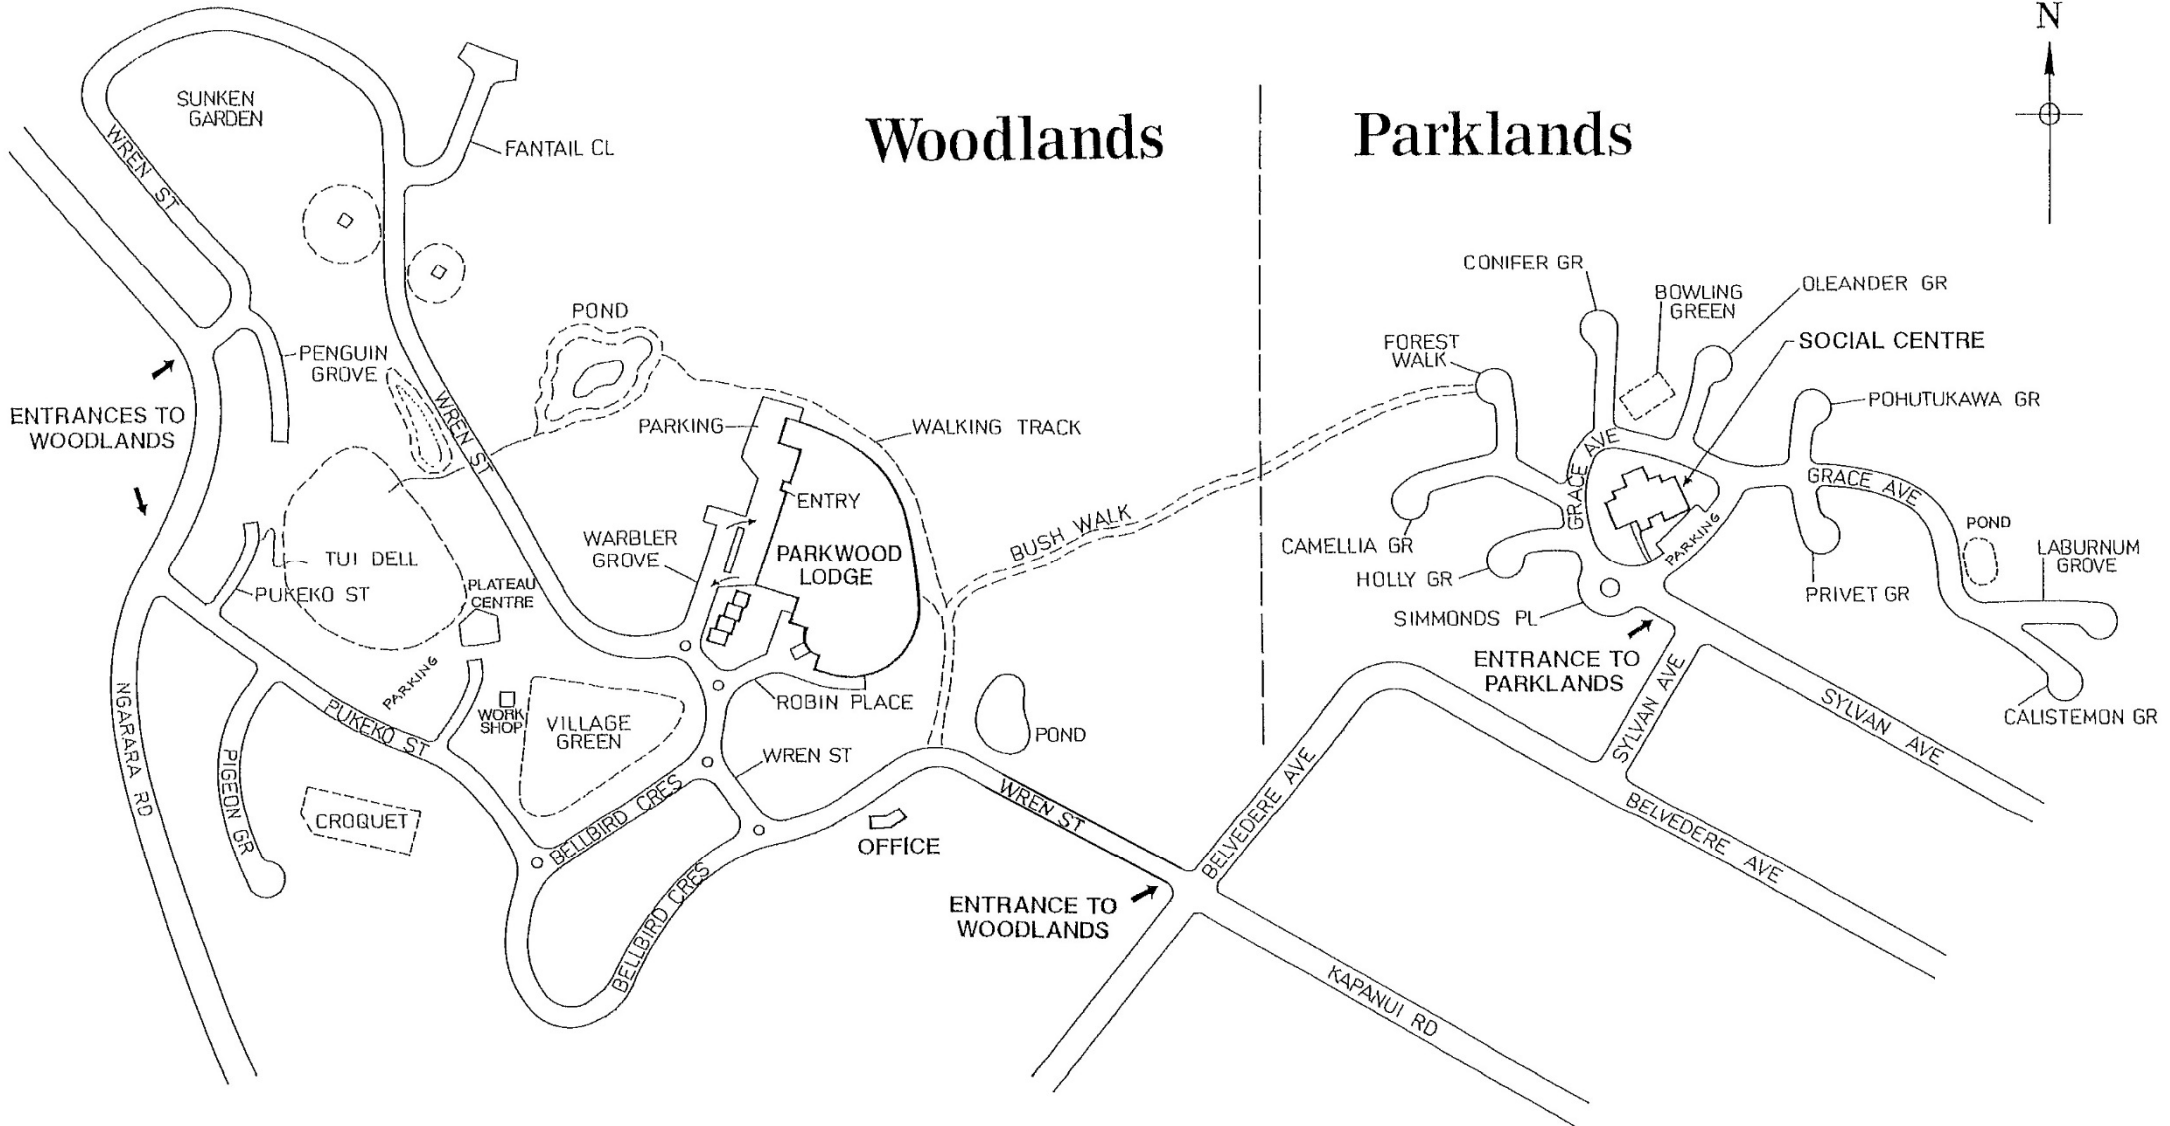 N
Woodlands
Parklands
SUNKEN
GARDEN
WREN ST
FANTAIL CL
POND
PENGUIN
GROVE
ENTRANCES TO
WOODLANDS
WREN ST
PARKING
WALKING TRACK
ENTRY
WARBLER
GROVE
PARKWOOD
LODGE
BUSH WALK
TUI DELL
PUKEKO ST
PLATEAU
CENTRE
PARKING
WORK
SHOP
VILLAGE
GREEN
ROBIN PLACE
POND
WREN ST
PUKEKO ST
NGARARA RD
PIGEON GR
CROQUET
BELLBIRD CRES
BELLBIRD CRES
OFFICE
WREN ST
ENTRANCE TO
WOODLANDS
CONIFER GR
BOWLING
GREEN
OLEANDER GR
FOREST
WALK
SOCIAL CENTRE
POHUTUKAWA GR
GRACE AVE
GRACE AVE
GRACE AVE
PARKING
POND
LABURNUM
GROVE
CAMELLIA GR
HOLLY GR
PRIVET GR
SIMMONDS PL
ENTRANCE TO
PARKLANDS
SYLVAN AVE
SYLVAN AVE
CALISTEMON GR
BELVEDERE AVE
BELVEDERE AVE
KAPANUI RD